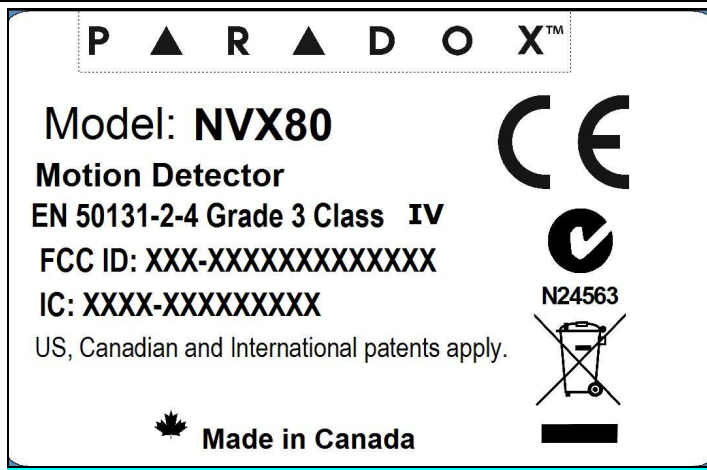 PARADOX™
Model: NVX80
Motion Detector
EN 50131-2-4 Grade 3 Class IV
FCC ID: XXX-XXXXXXXXXXXXX
IC: XXXX-XXXXXXXXX
US, Canadian and International patents apply.
Made in Canada
CE
N24563